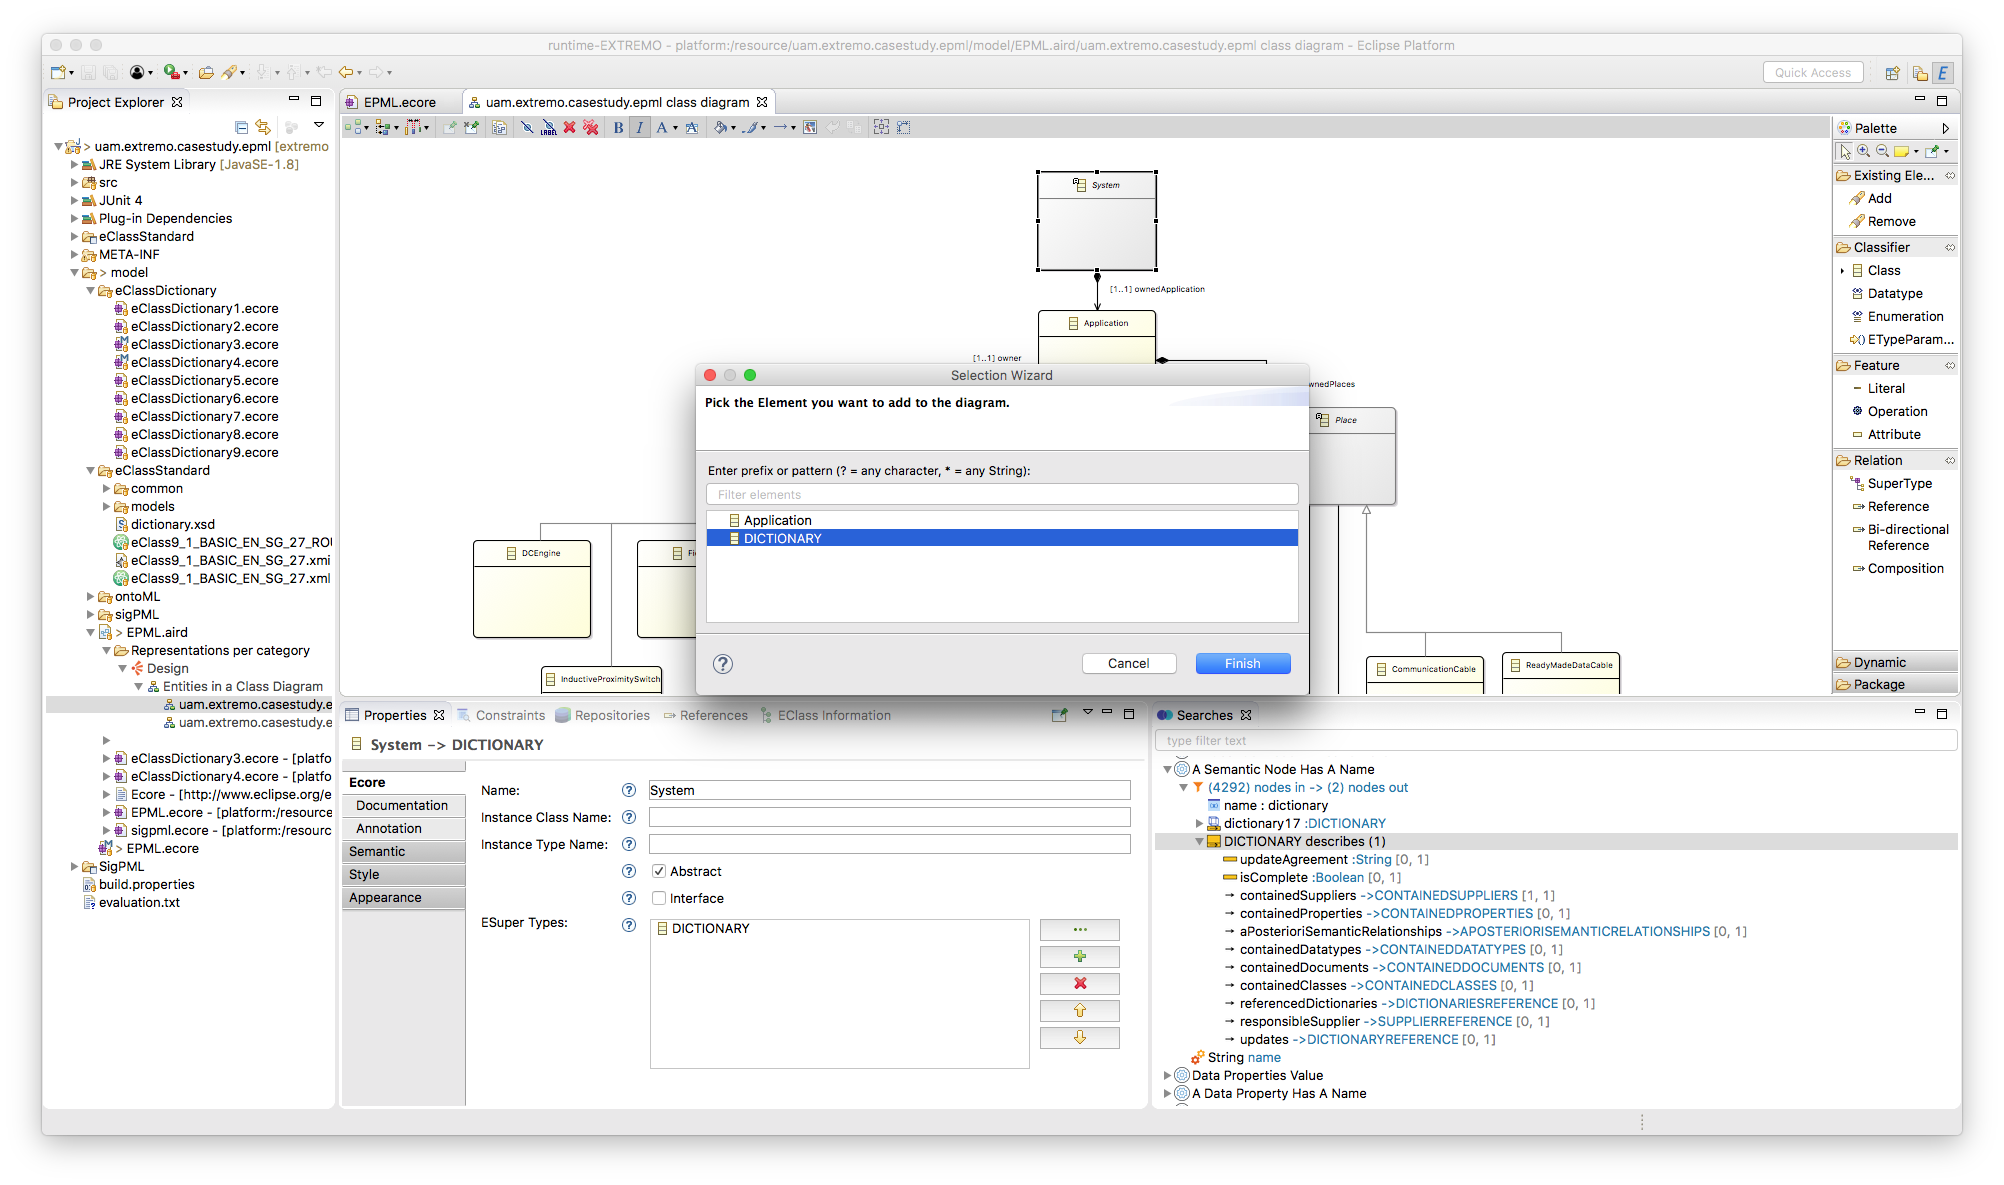 runtime-EXTREMO - platform:/resource/uam.extremo.casestudy.epml/model/EPML.aird/uam.extremo.casestudy.epml class diagram - Eclipse Platform
Quick Access
Project Explorer
> uam.extremo.casestudy.epml [extremo
JRE System Library [JavaSE-1.8]
src
JUnit 4
Plug-in Dependencies
eClassStandard
META-INF
> model
eClassDictionary
eClassDictionary1.ecore
eClassDictionary2.ecore
eClassDictionary3.ecore
eClassDictionary4.ecore
eClassDictionary5.ecore
eClassDictionary6.ecore
eClassDictionary7.ecore
eClassDictionary8.ecore
eClassDictionary9.ecore
eClassStandard
common
models
dictionary.xsd
eClass9_1_BASIC_EN_SG_27_ROU
eClass9_1_BASIC_EN_SG_27.xmi
eClass9_1_BASIC_EN_SG_27.xml
ontoML
sigPML
> EPML.aird
Representations per category
Design
Entities in a Class Diagram
uam.extremo.casestudy.e
uam.extremo.casestudy.e
eClassDictionary3.ecore - [platfo
eClassDictionary4.ecore - [platfo
Ecore - [http://www.eclipse.org/e
EPML.ecore - [platform:/resource
sigpml.ecore - [platform:/resourc
> EPML.ecore
SigPML
build.properties
evaluation.txt
EPML.ecore
uam.extremo.casestudy.epml class diagram
LABEL
B I A A
System
[1..1] ownedApplication
Application
[1..1] owner
wnedPlaces
Place
DCEngine
Fi
InductiveProximitySwitch
CommunicationCable
ReadyMadeDataCable
Selection Wizard
Pick the Element you want to add to the diagram.
Enter prefix or pattern (? = any character, * = any String):
Filter elements
Application
DICTIONARY
?
Cancel
Finish
Palette
Existing Ele...
Add
Remove
Classifier
Class
Datatype
Enumeration
ETypeParam...
Feature
Literal
Operation
Attribute
Relation
SuperType
Reference
Bi-directional
Reference
Composition
Dynamic
Package
Properties
Constraints
Repositories
References
EClass Information
System -> DICTIONARY
Ecore
Documentation
Annotation
Semantic
Style
Appearance
Name: ? System
Instance Class Name: ?
Instance Type Name: ?
? Abstract
? Interface
ESuper Types: ? DICTIONARY
Searches
type filter text
A Semantic Node Has A Name
(4292) nodes in -> (2) nodes out
name : dictionary
dictionary17 :DICTIONARY
DICTIONARY describes (1)
updateAgreement :String [0, 1]
isComplete :Boolean [0, 1]
containedSuppliers ->CONTAINEDSUPPLIERS [1, 1]
containedProperties ->CONTAINEDPROPERTIES [0, 1]
aPosterioriSemanticRelationships ->APOSTERIORISEMANTICRELATIONSHIPS [0, 1]
containedDatatypes ->CONTAINEDDATATYPES [0, 1]
containedDocuments ->CONTAINEDDOCUMENTS [0, 1]
containedClasses ->CONTAINEDCLASSES [0, 1]
referencedDictionaries ->DICTIONARIESREFERENCE [0, 1]
responsibleSupplier ->SUPPLIERREFERENCE [0, 1]
updates ->DICTIONARYREFERENCE [0, 1]
String name
Data Properties Value
A Data Property Has A Name